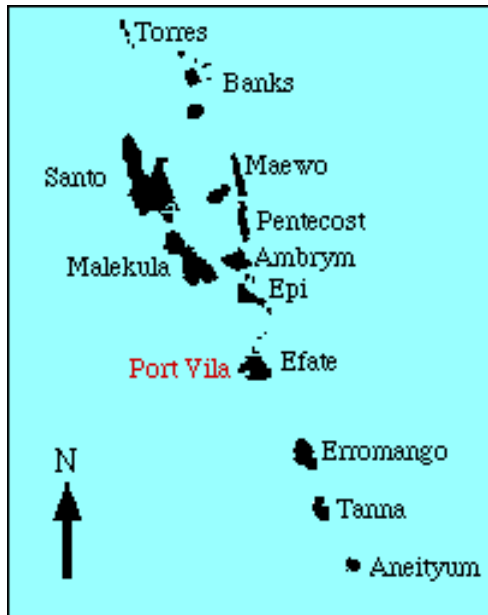 Torres
Banks
Maewo
Santo
Pentecost
Ambrym
Malekula
Epi
Port Vila
Efate
Erromango
N
Tanna
Aneityum